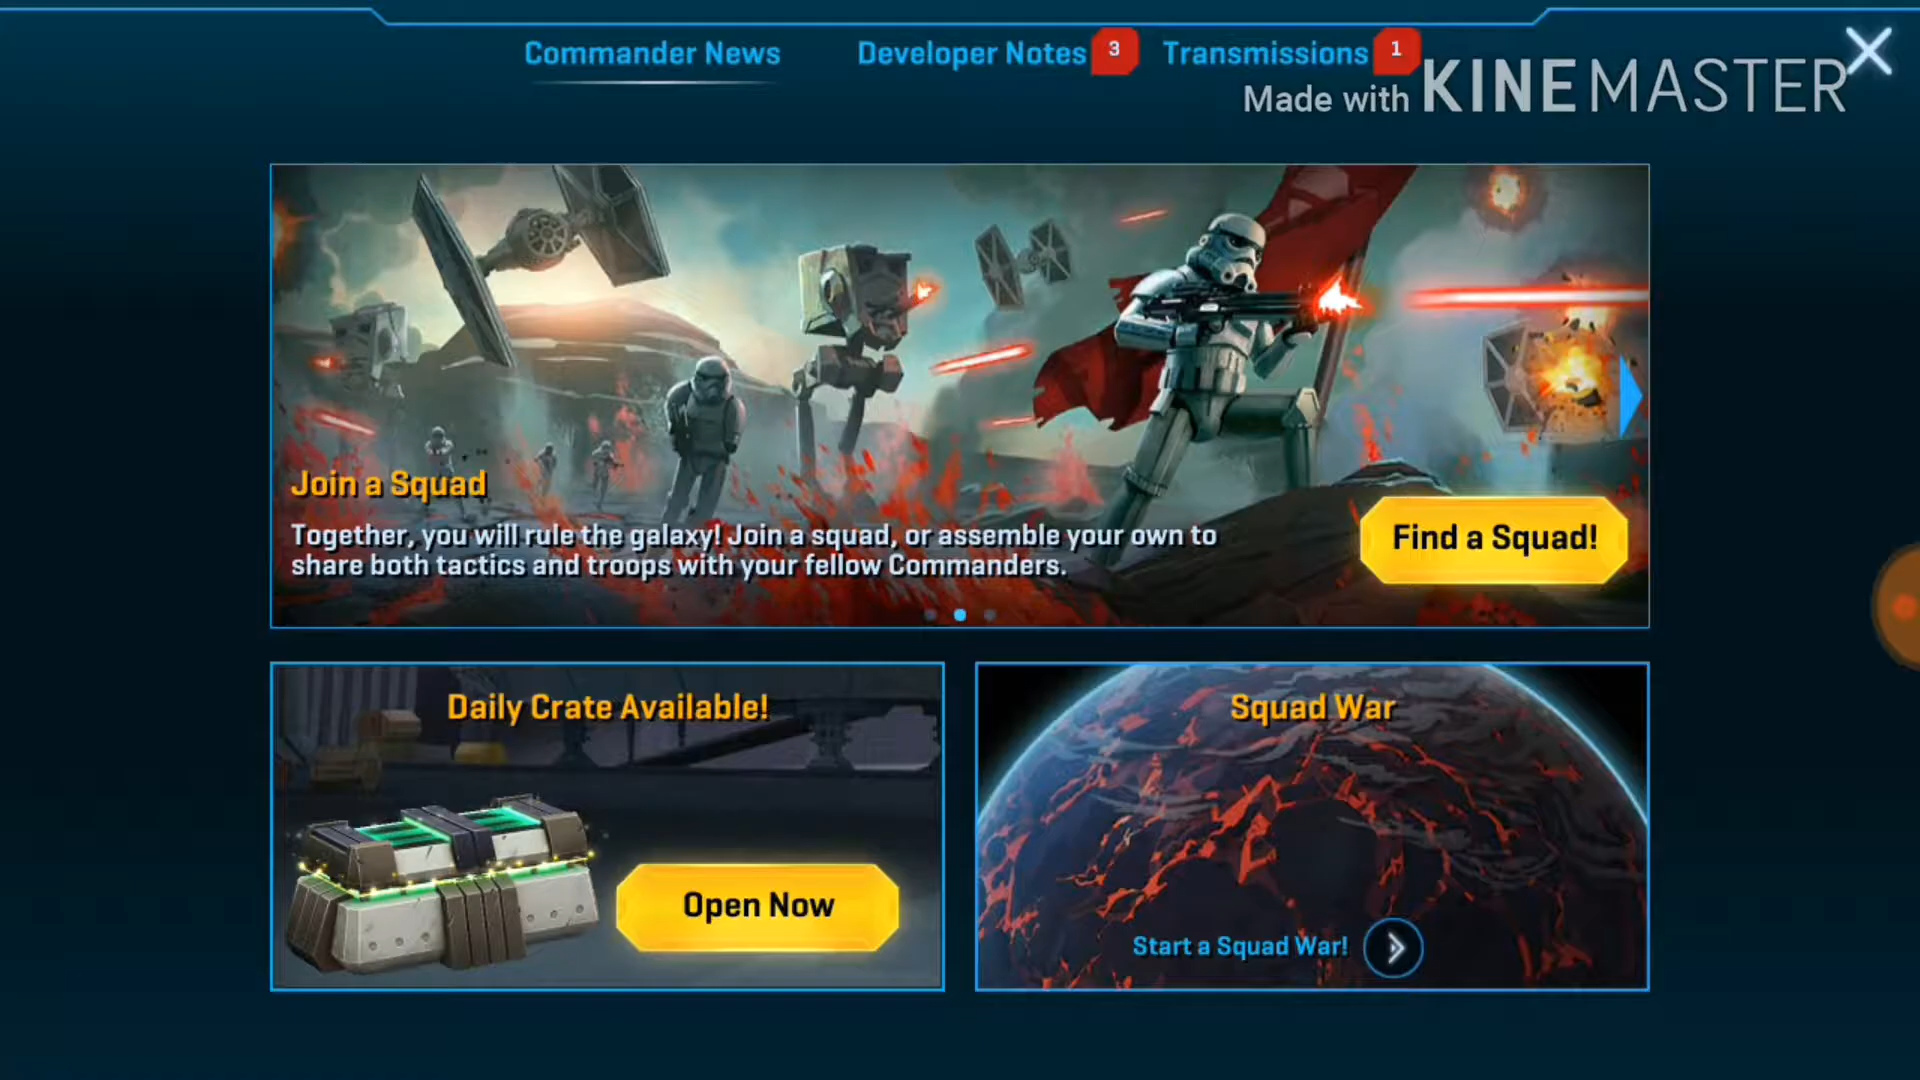 Commander News
Developer Notes 3
Transmissions 1
Made with KINEMASTER
Join a Squad
Together, you will rule the galaxy! Join a squad, or assemble your own to
share both tactics and troops with your fellow Commanders.
Find a Squad!
Daily Crate Available!
Open Now
Squad War
Start a Squad War!